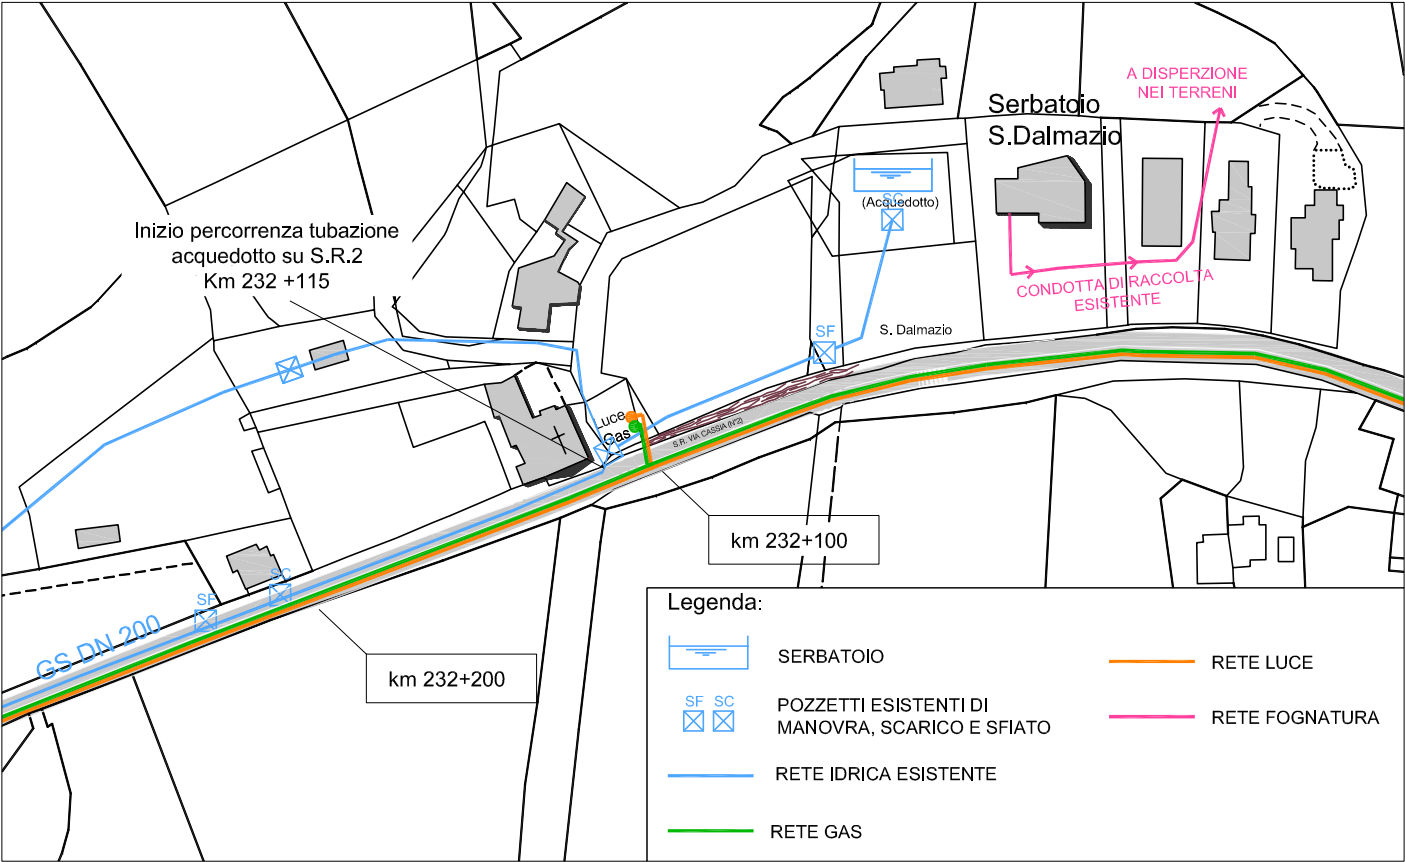 A DISPERZIONE
NEI TERRENI
Serbatoio
S.Dalmazio
SC
(Acquedotto)
Inizio percorrenza tubazione
acquedotto su S.R.2
Km 232 +115
CONDOTTA DI RACCOLTA
ESISTENTE
SF
S. Dalmazio
Luce
Gas
S.R. VIA CASSIA (N°2)
km 232+100
SC
SF
GS DN 200
km 232+200
Legenda:
SERBATOIO
SF SC
POZZETTI ESISTENTI DI
MANOVRA, SCARICO E SFIATO
RETE IDRICA ESISTENTE
RETE GAS
RETE LUCE
RETE FOGNATURA